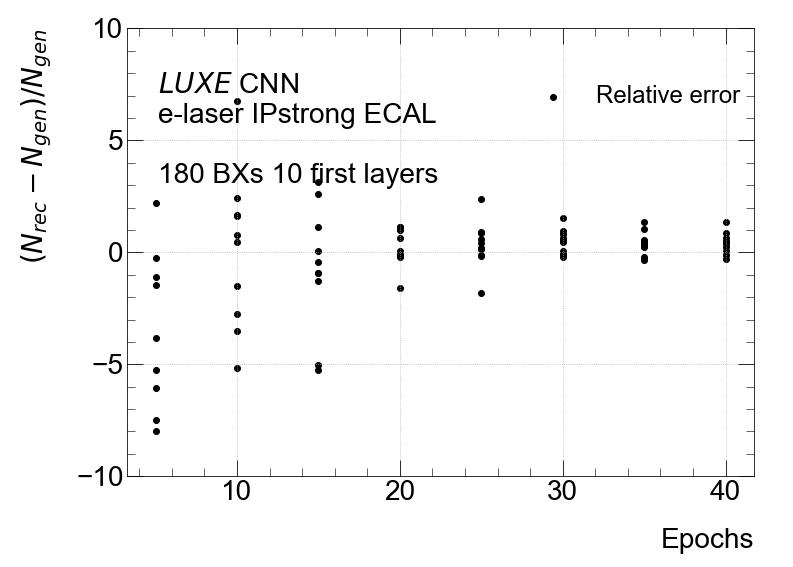 (N_rec − N_gen)/N_gen
10
5
0
−5
−10
LUXE CNN
e-laser IPstrong ECAL
180 BXs 10 first layers
Relative error
10 20 30 40
Epochs